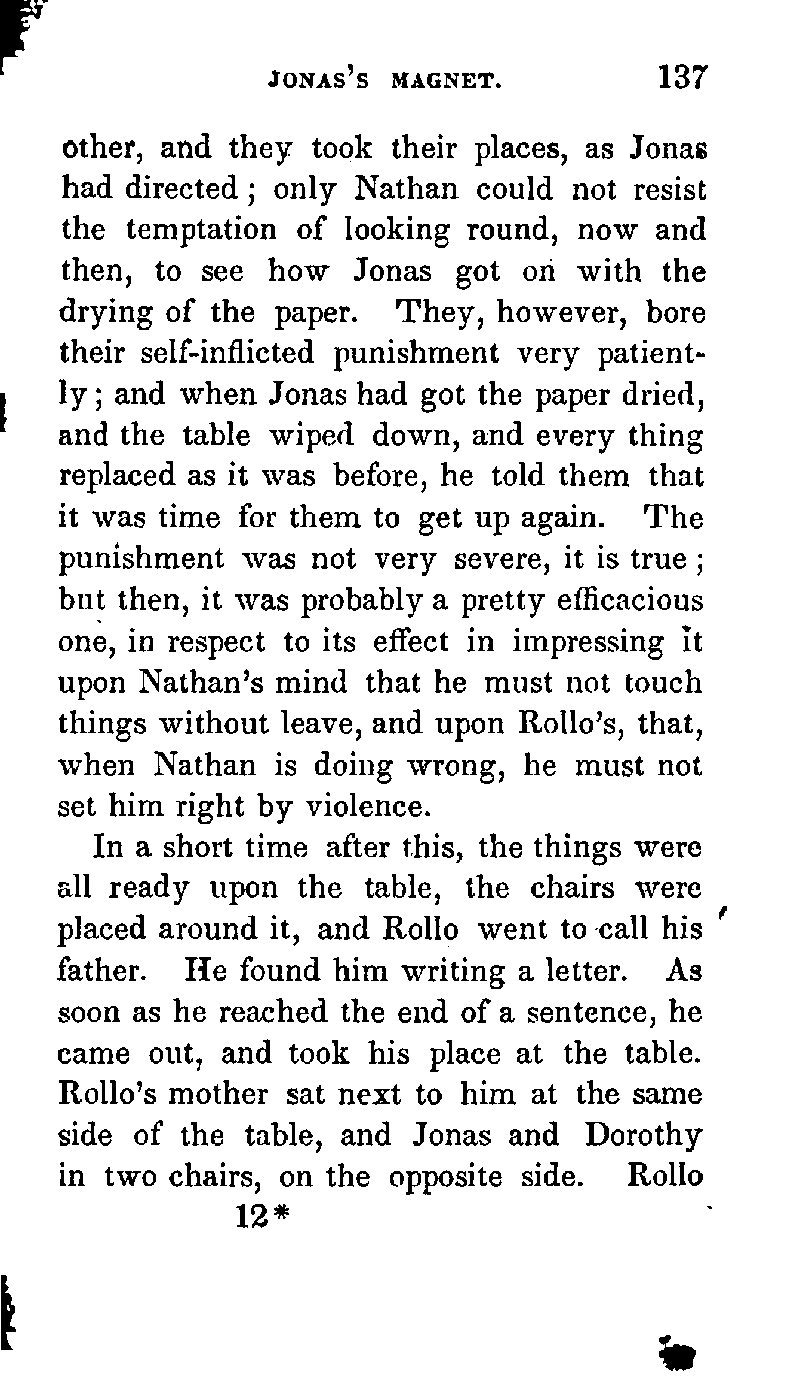 JONAS'S MAGNET. 137
other, and they took their places, as Jonas
had directed; only Nathan could not resist
the temptation of looking round, now and
then, to see how Jonas got on with the
drying of the paper. They, however, bore
their self-inflicted punishment very patient-
ly; and when Jonas had got the paper dried,
and the table wiped down, and every thing
replaced as it was before, he told them that
it was time for them to get up again. The
punishment was not very severe, it is true;
but then, it was probably a pretty efficacious
one, in respect to its effect in impressing it
upon Nathan's mind that he must not touch
things without leave, and upon Rollo's, that,
when Nathan is doing wrong, he must not
set him right by violence.
In a short time after this, the things were
all ready upon the table, the chairs were
placed around it, and Rollo went to call his
father. He found him writing a letter. As
soon as he reached the end of a sentence, he
came out, and took his place at the table.
Rollo's mother sat next to him at the same
side of the table, and Jonas and Dorothy
in two chairs, on the opposite side. Rollo
12*